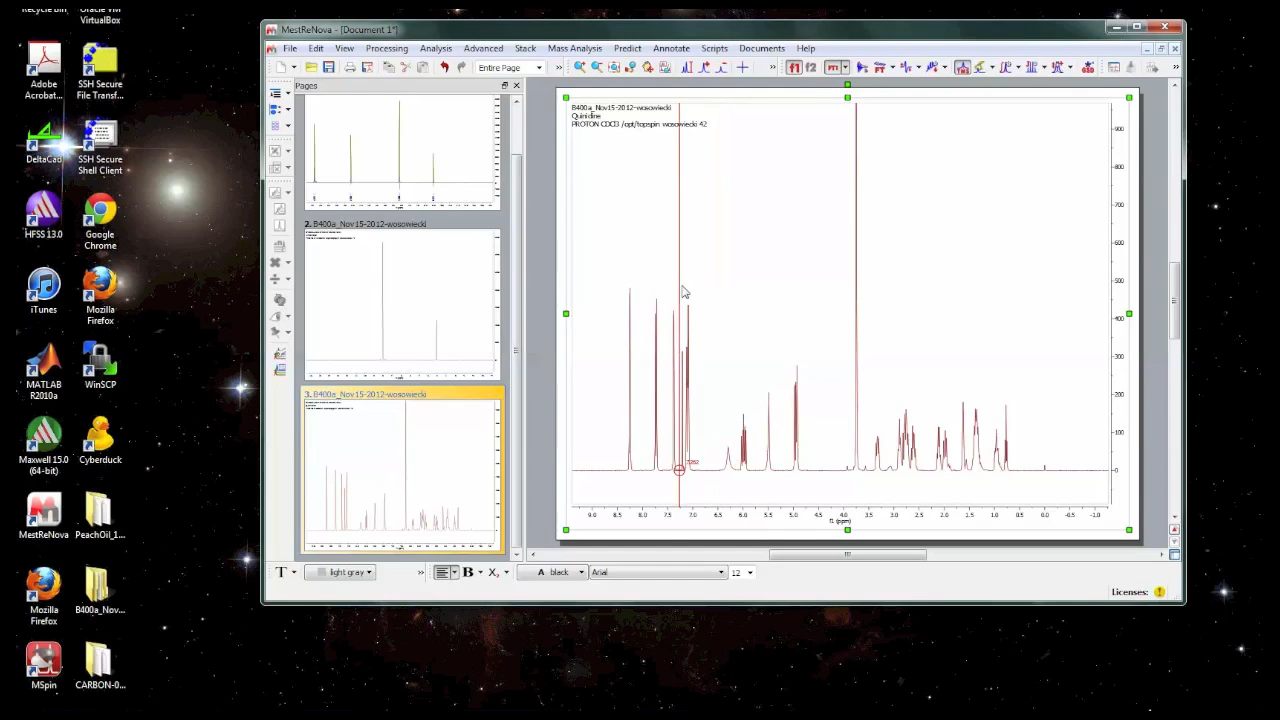 Recycle Bin
Oracle VM
VirtualBox
Adobe
Acrobat...
SSH Secure
File Transf...
DeltaCad
SSH Secure
Shell Client
HFSS 13.0
Google
Chrome
iTunes
Mozilla
Firefox
MATLAB
R2010a
WinSCP
Maxwell 15.0
(64-bit)
Cyberduck
MestReNova
PeachOil_1...
Mozilla
Firefox
B400a_Nov...
MSpin
CARBON-0...
MestReNova - [Document 1*]
File Edit View Processing Analysis Advanced Stack Mass Analysis Predict Annotate Scripts Documents Help
Entire Page
Pages
2. B400a_Nov15-2012-wosowiecki
3. B400a_Nov15-2012-wosowiecki
B400a_Nov15-2012-wosowiecki
Quinidine
PROTON CDCl3 /opt/topspin wosowiecki 42
900
800
700
600
500
400
300
200
100
0
7.262
9.0 8.5 8.0 7.5 7.0 6.5 6.0 5.5 5.0 4.5 4.0 3.5 3.0 2.5 2.0 1.5 1.0 0.5 0.0 -0.5 -1.0
f1 (ppm)
T light gray B X, A black Arial 12
Licenses: